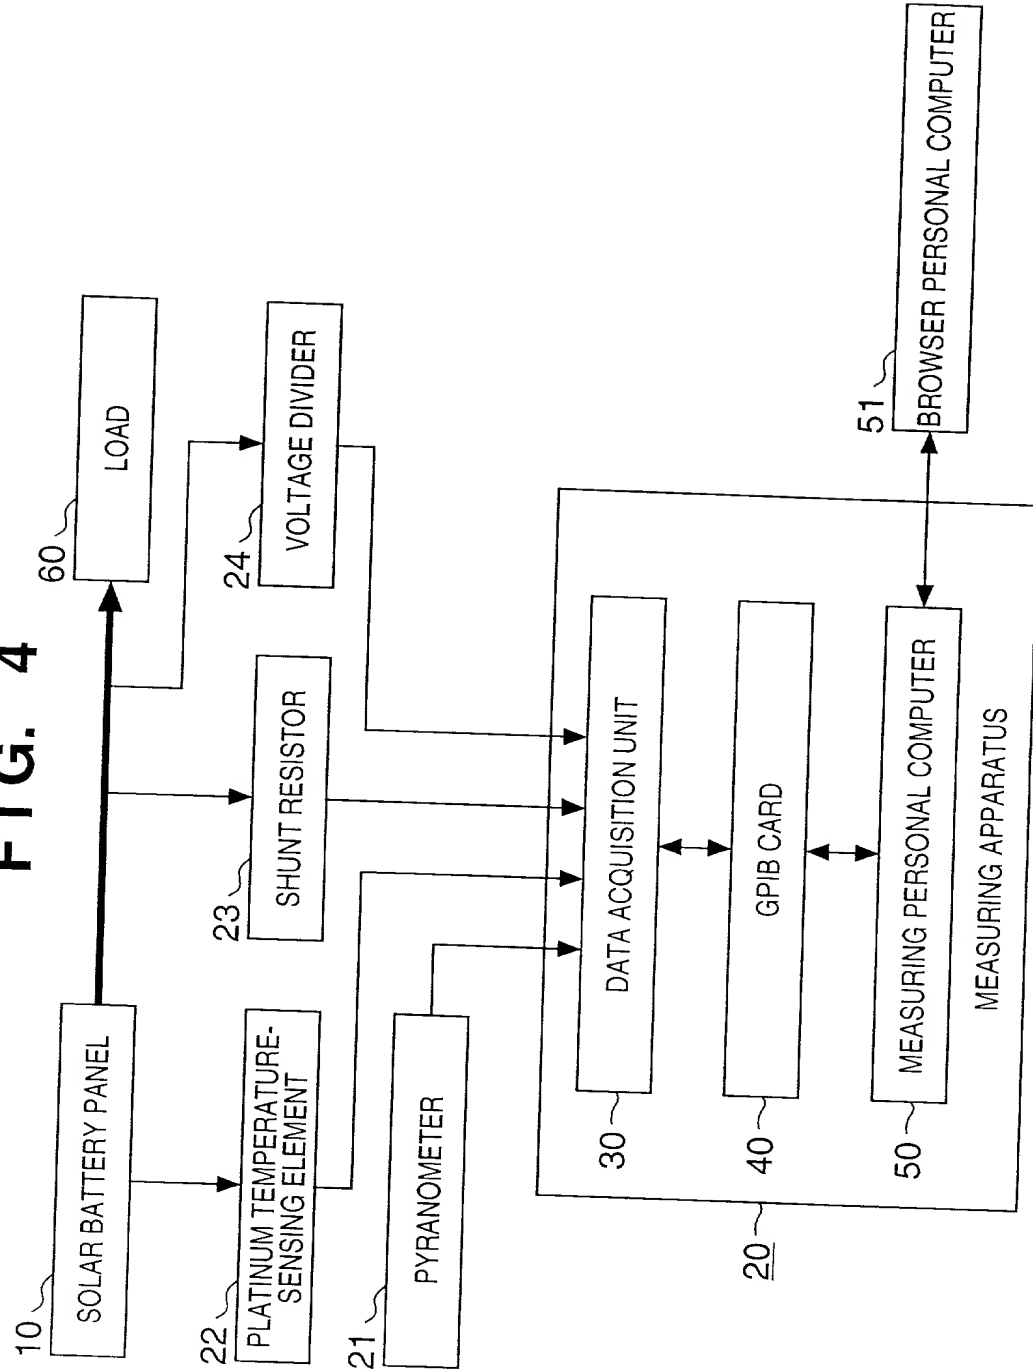 FIG. 4
10
SOLAR BATTERY PANEL
60
LOAD
22
PLATINUM TEMPERATURE-
SENSING ELEMENT
23
SHUNT RESISTOR
24
VOLTAGE DIVIDER
21
PYRANOMETER
30
DATA ACQUISITION UNIT
40
GPIB CARD
50
MEASURING PERSONAL COMPUTER
51
BROWSER PERSONAL COMPUTER
MEASURING APPARATUS
20